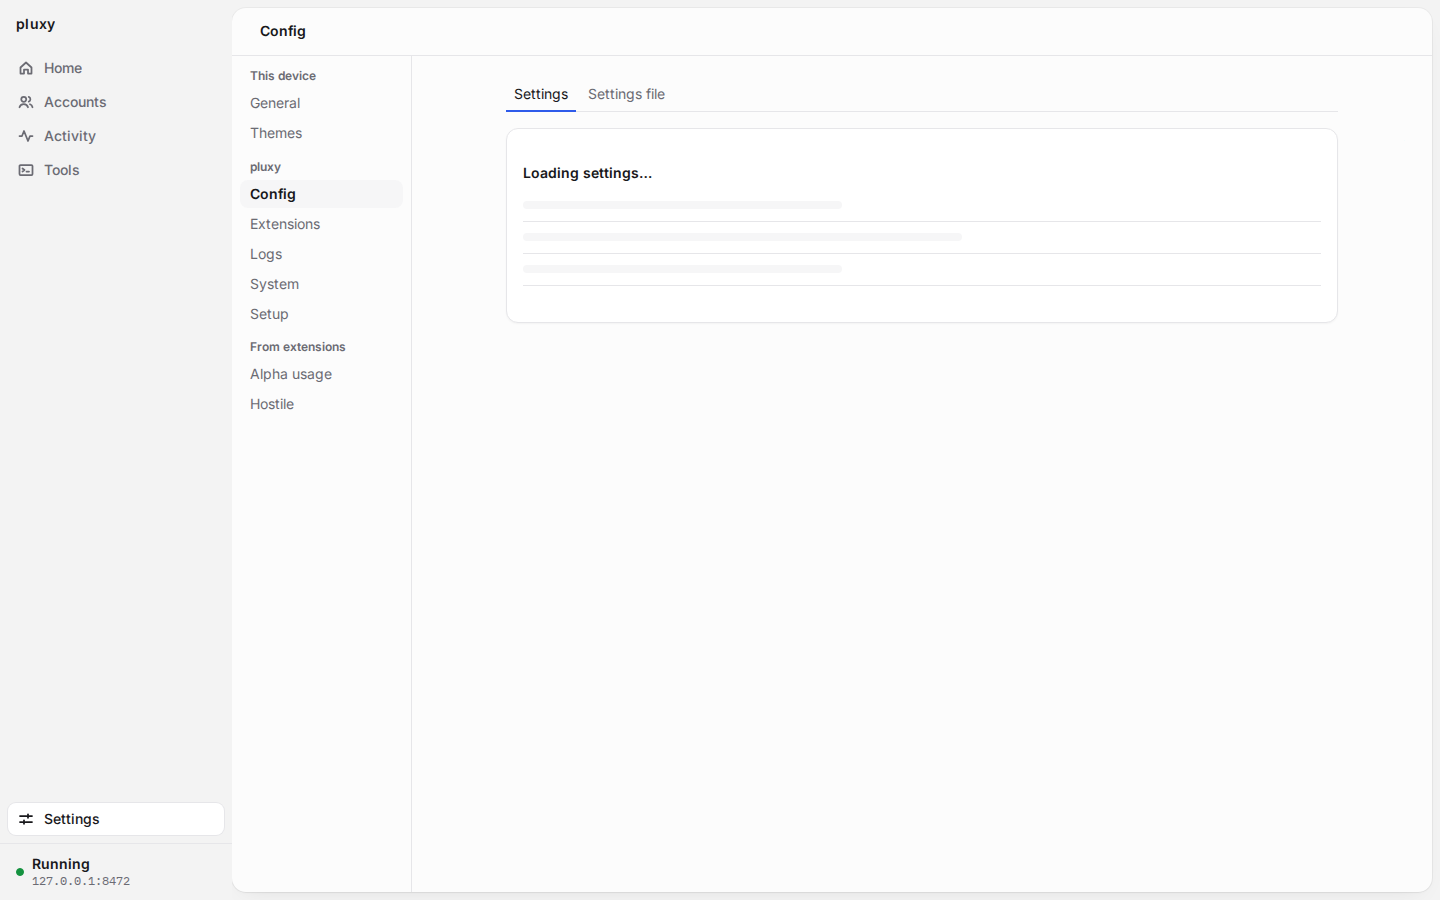 pluxy
Home
Accounts
Activity
Tools
Settings
Running
127.0.0.1:8472
Config
This device
General
Themes
pluxy
Config
Extensions
Logs
System
Setup
From extensions
Alpha usage
Hostile
Settings
Settings file
Loading settings...